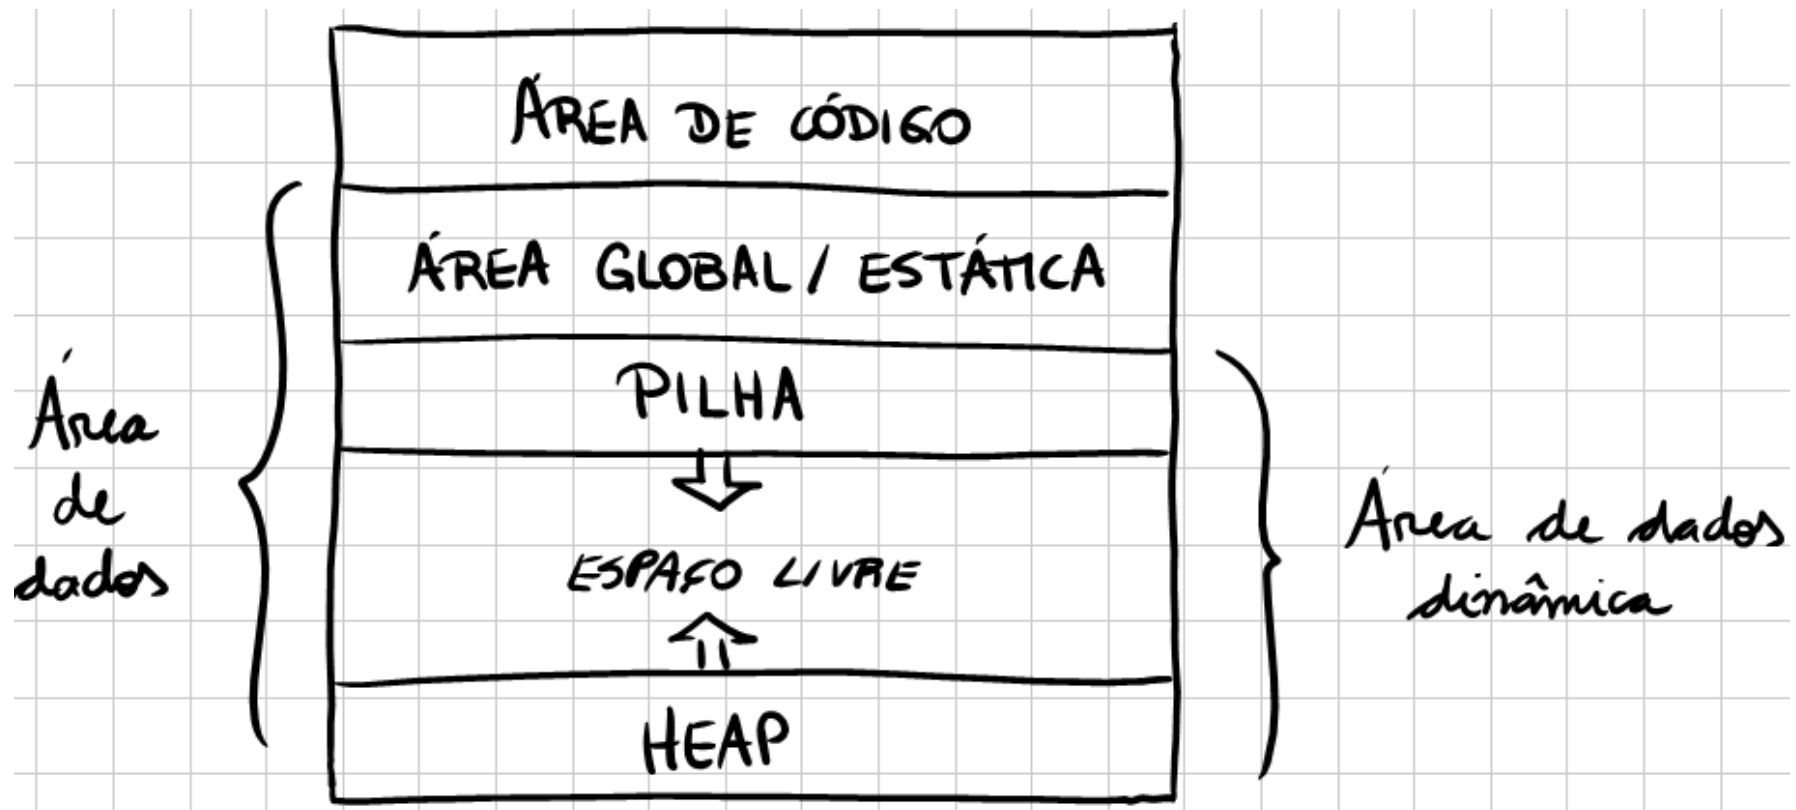 ÁREA DE CÓDIGO
ÁREA GLOBAL / ESTÁTICA
PILHA
ESPAÇO LIVRE
HEAP
Área
de
dados
Área de dados
dinâmica